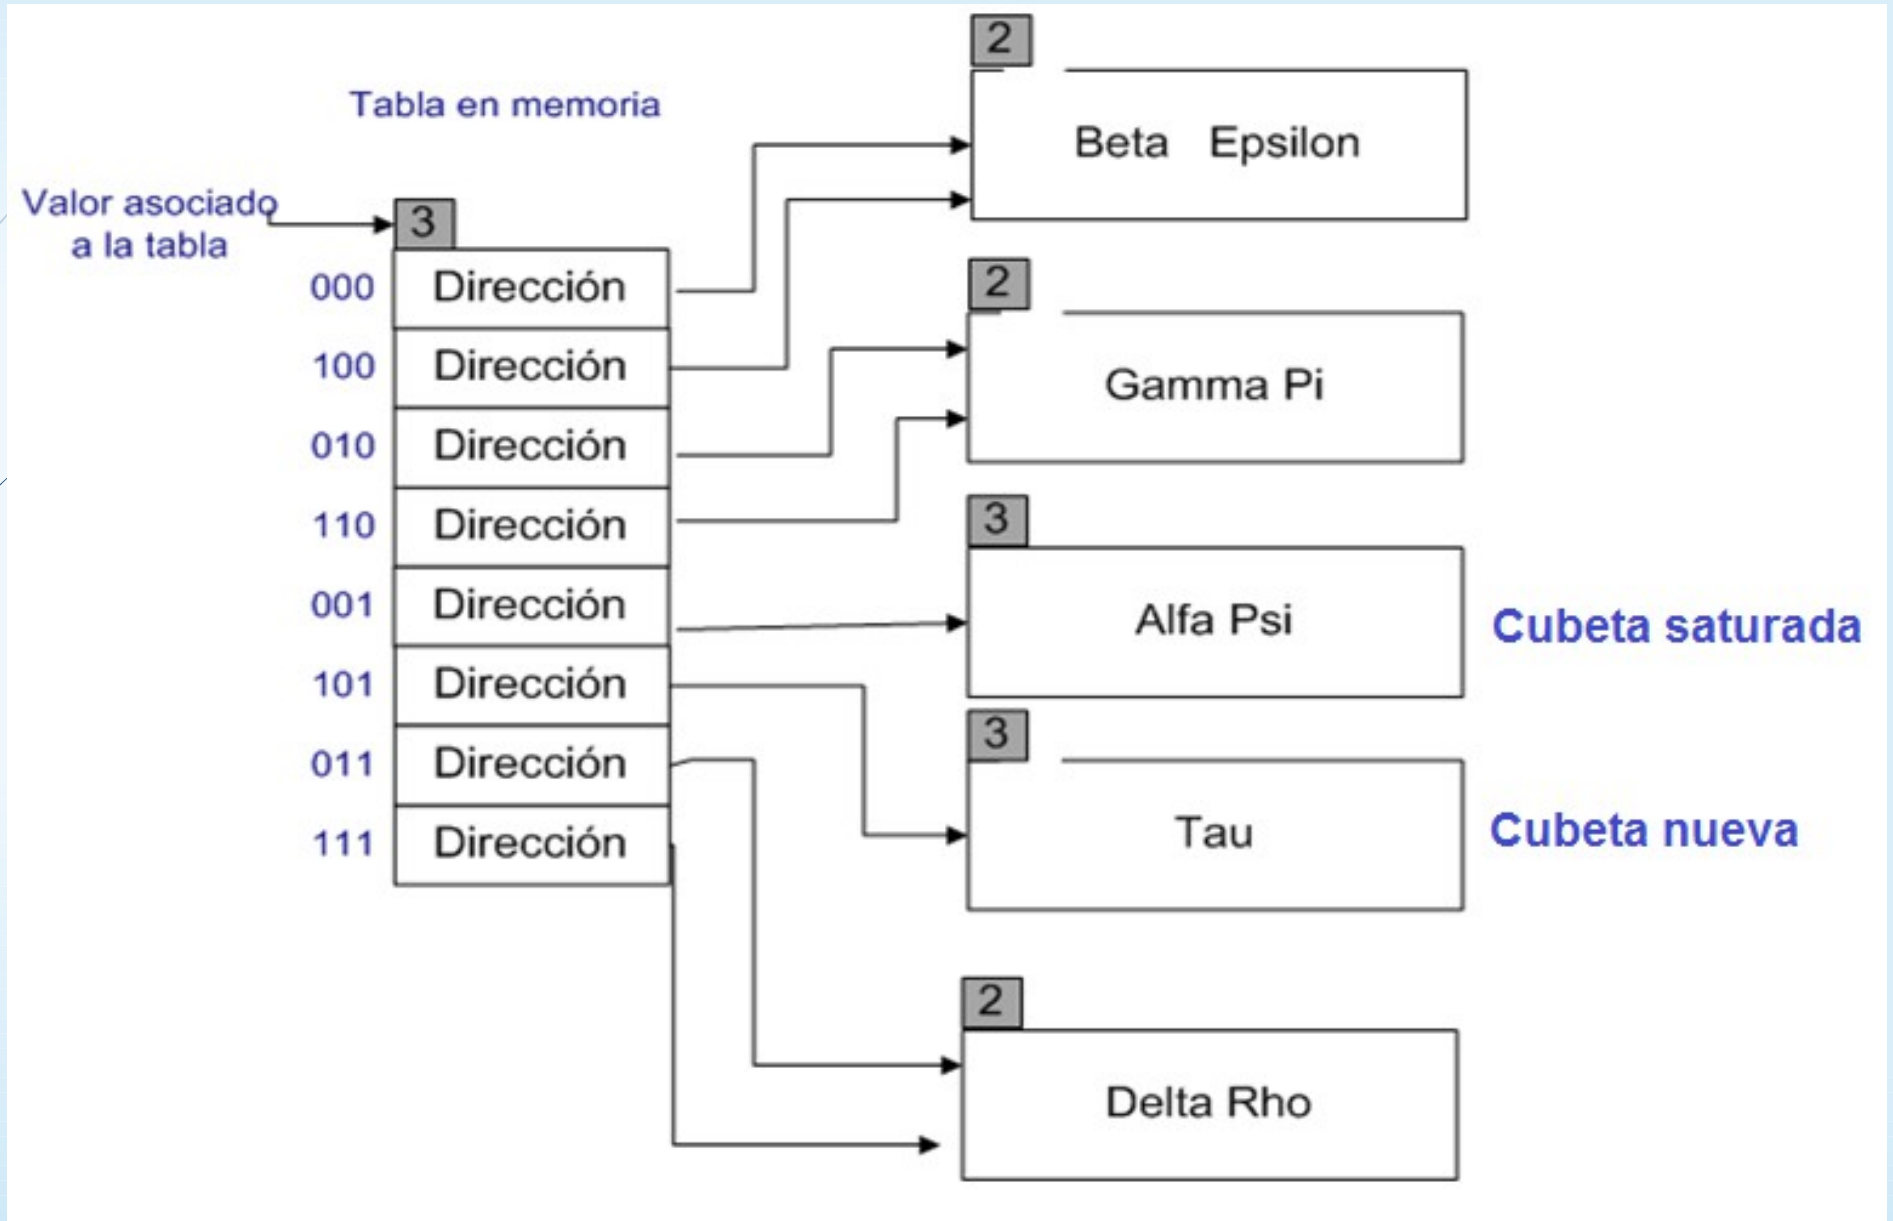 Tabla en memoria
Valor asociado
a la tabla
3
000 Dirección
100 Dirección
010 Dirección
110 Dirección
001 Dirección
101 Dirección
011 Dirección
111 Dirección
2
Beta Epsilon
2
Gamma Pi
3
Alfa Psi
Cubeta saturada
3
Tau
Cubeta nueva
2
Delta Rho